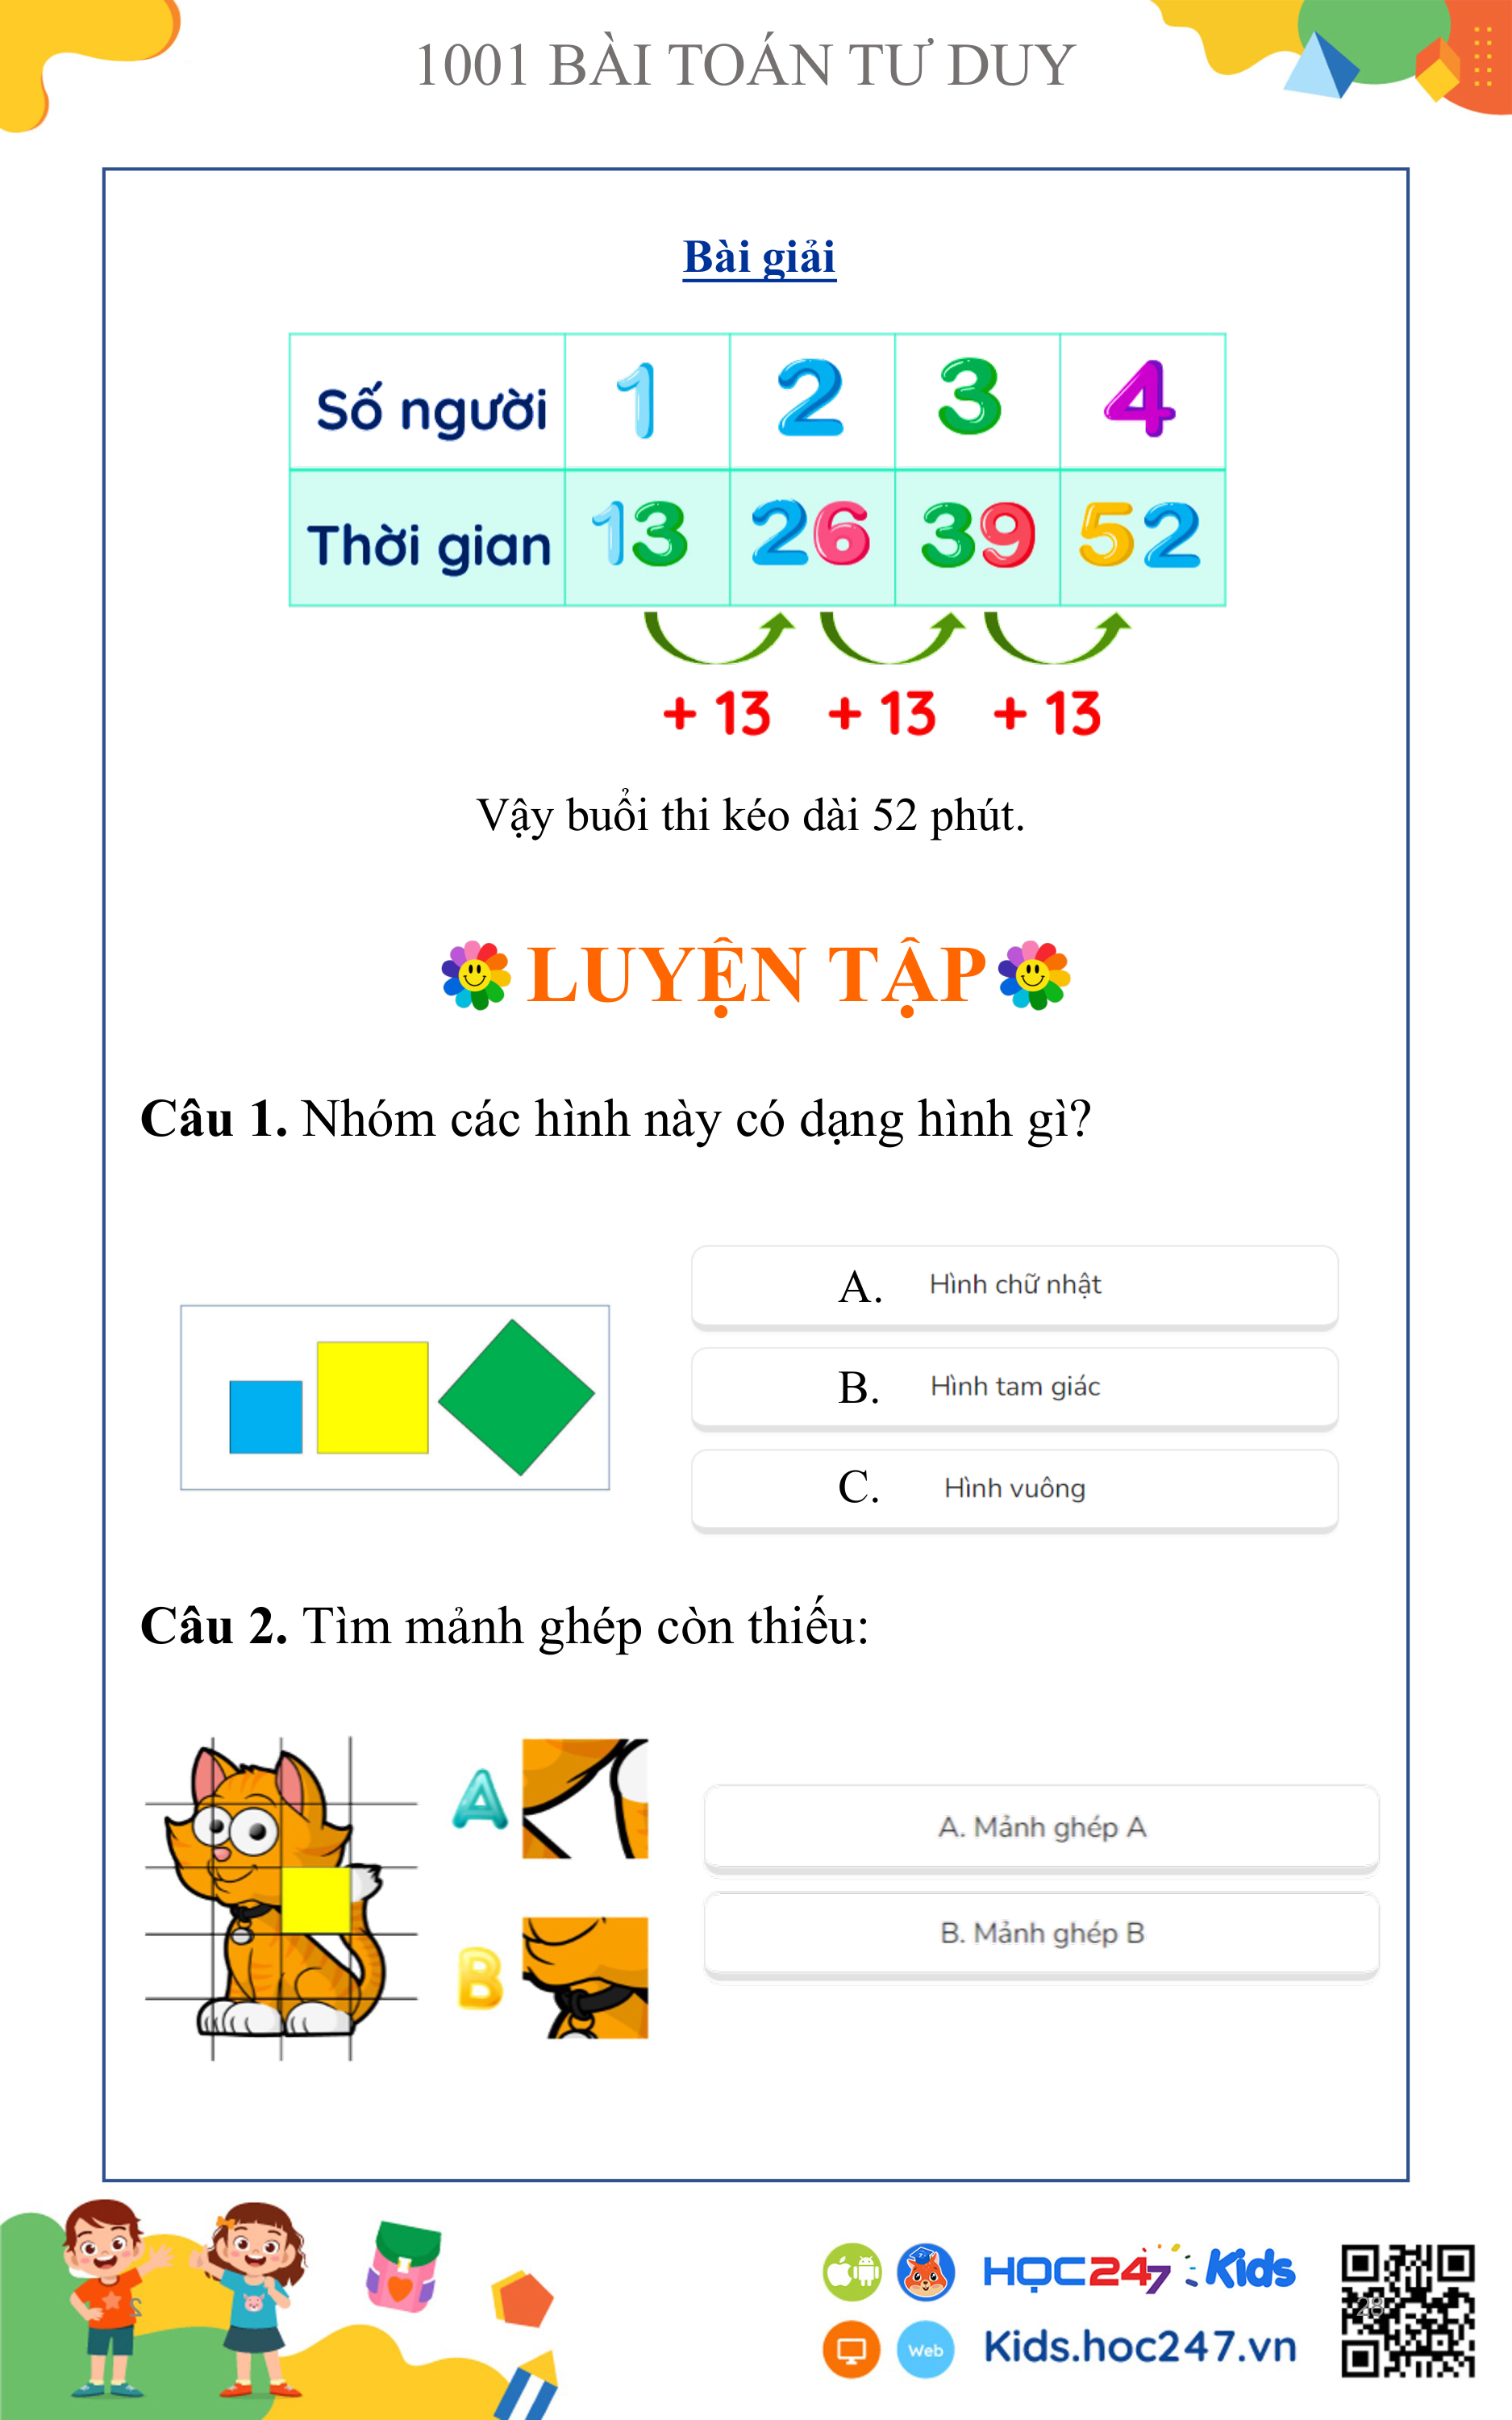 1001 BÀI TOÁN TƯ DUY
Bài giải
Số người 1 2 3 4
Thời gian 13 26 39 52
+ 13 + 13 + 13
Vậy buổi thi kéo dài 52 phút.
LUYỆN TẬP
Câu 1. Nhóm các hình này có dạng hình gì?
A. Hình chữ nhật
B. Hình tam giác
C. Hình vuông
Câu 2. Tìm mảnh ghép còn thiếu:
A
A. Mảnh ghép A
B
B. Mảnh ghép B
HỌC247 Kids
2
28
Web
Kids.hoc247.vn